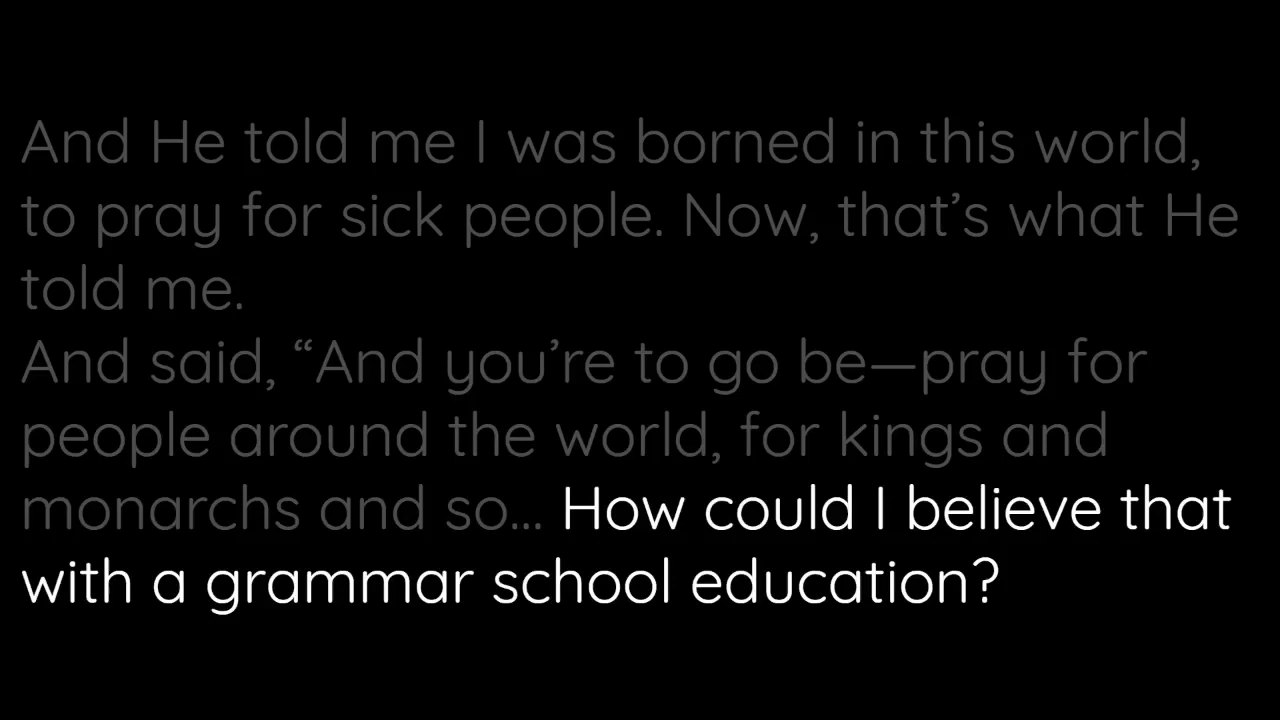 And He told me I was borned in this world,
to pray for sick people. Now, that’s what He
told me.
And said, “And you’re to go be—pray for
people around the world, for kings and
monarchs and so... How could I believe that
with a grammar school education?